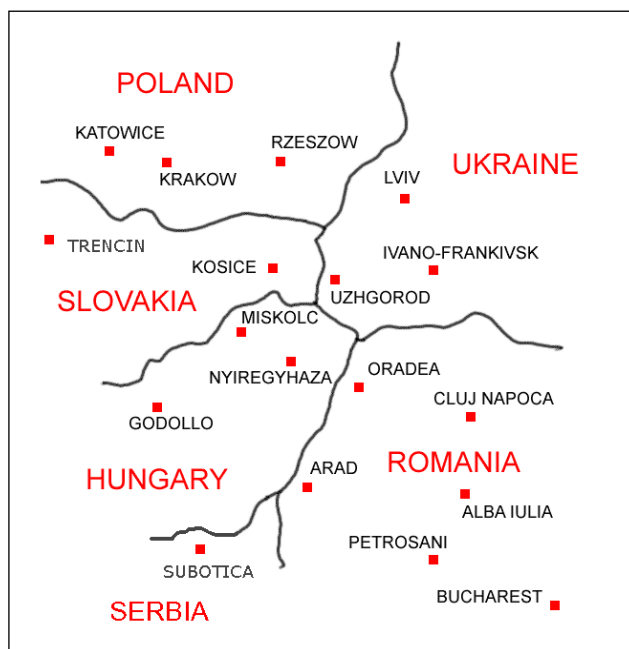 POLAND
KATOWICE
RZESZOW
KRAKOW
UKRAINE
LVIV
TRENCIN
IVANO-FRANKIVSK
KOSICE
UZHGOROD
SLOVAKIA
MISKOLC
NYIREGYHAZA
ORADEA
CLUJ NAPOCA
GODOLLO
HUNGARY
ARAD
ROMANIA
ALBA IULIA
PETROSANI
SUBOTICA
BUCHAREST
SERBIA